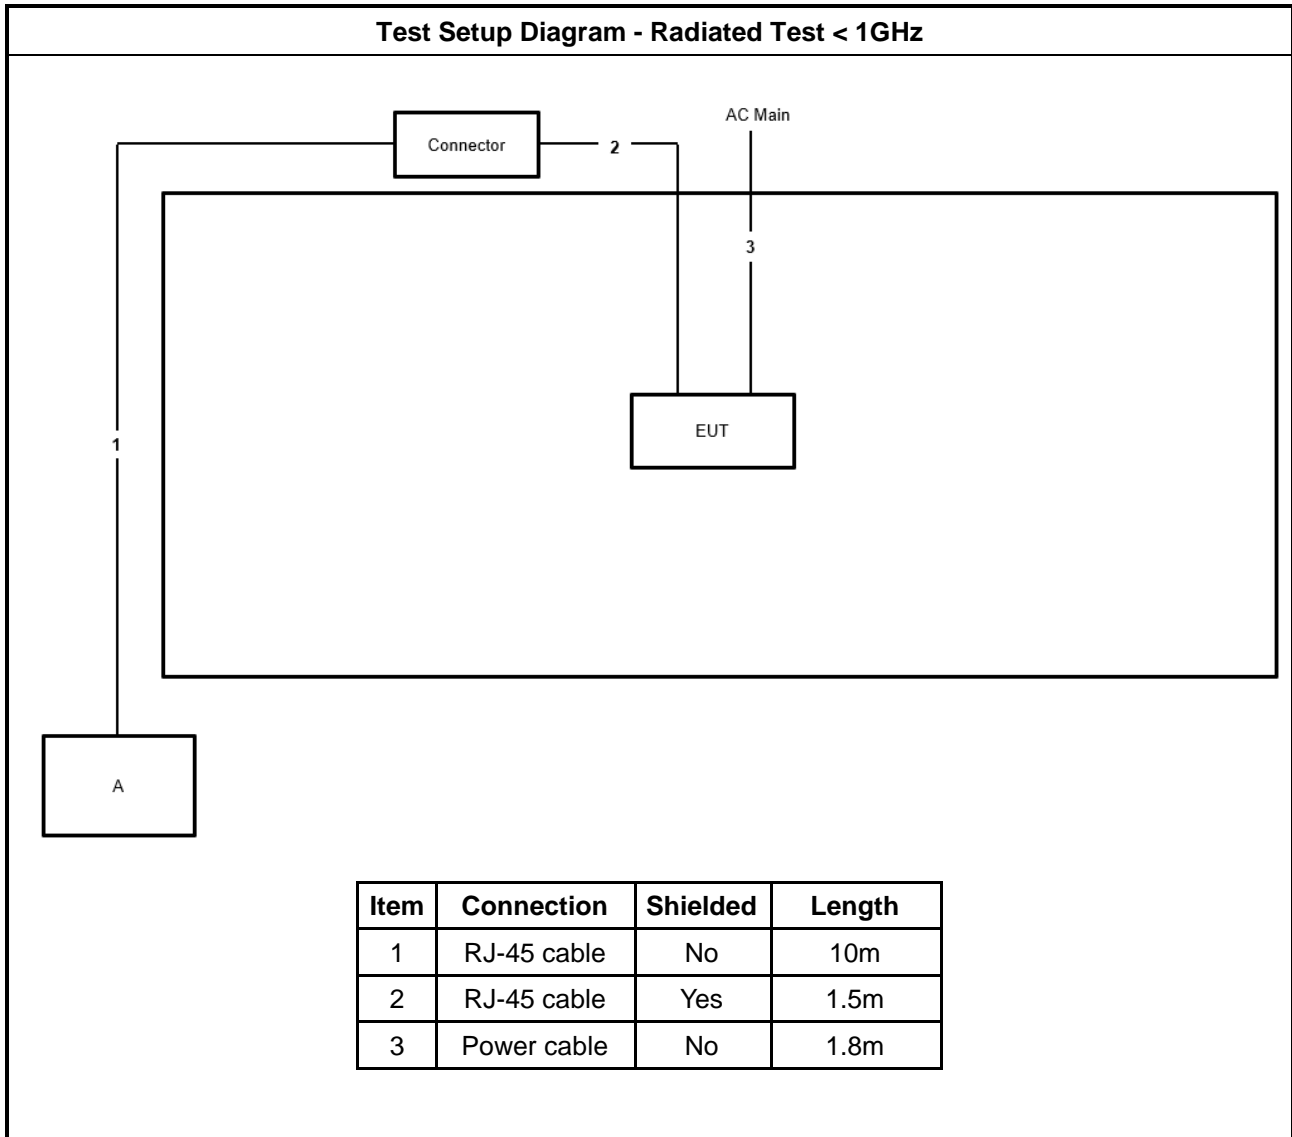 Test Setup Diagram - Radiated Test < 1GHz
AC Main
Connector
2
3
EUT
1
A
Item Connection Shielded Length
1 RJ-45 cable No 10m
2 RJ-45 cable Yes 1.5m
3 Power cable No 1.8m